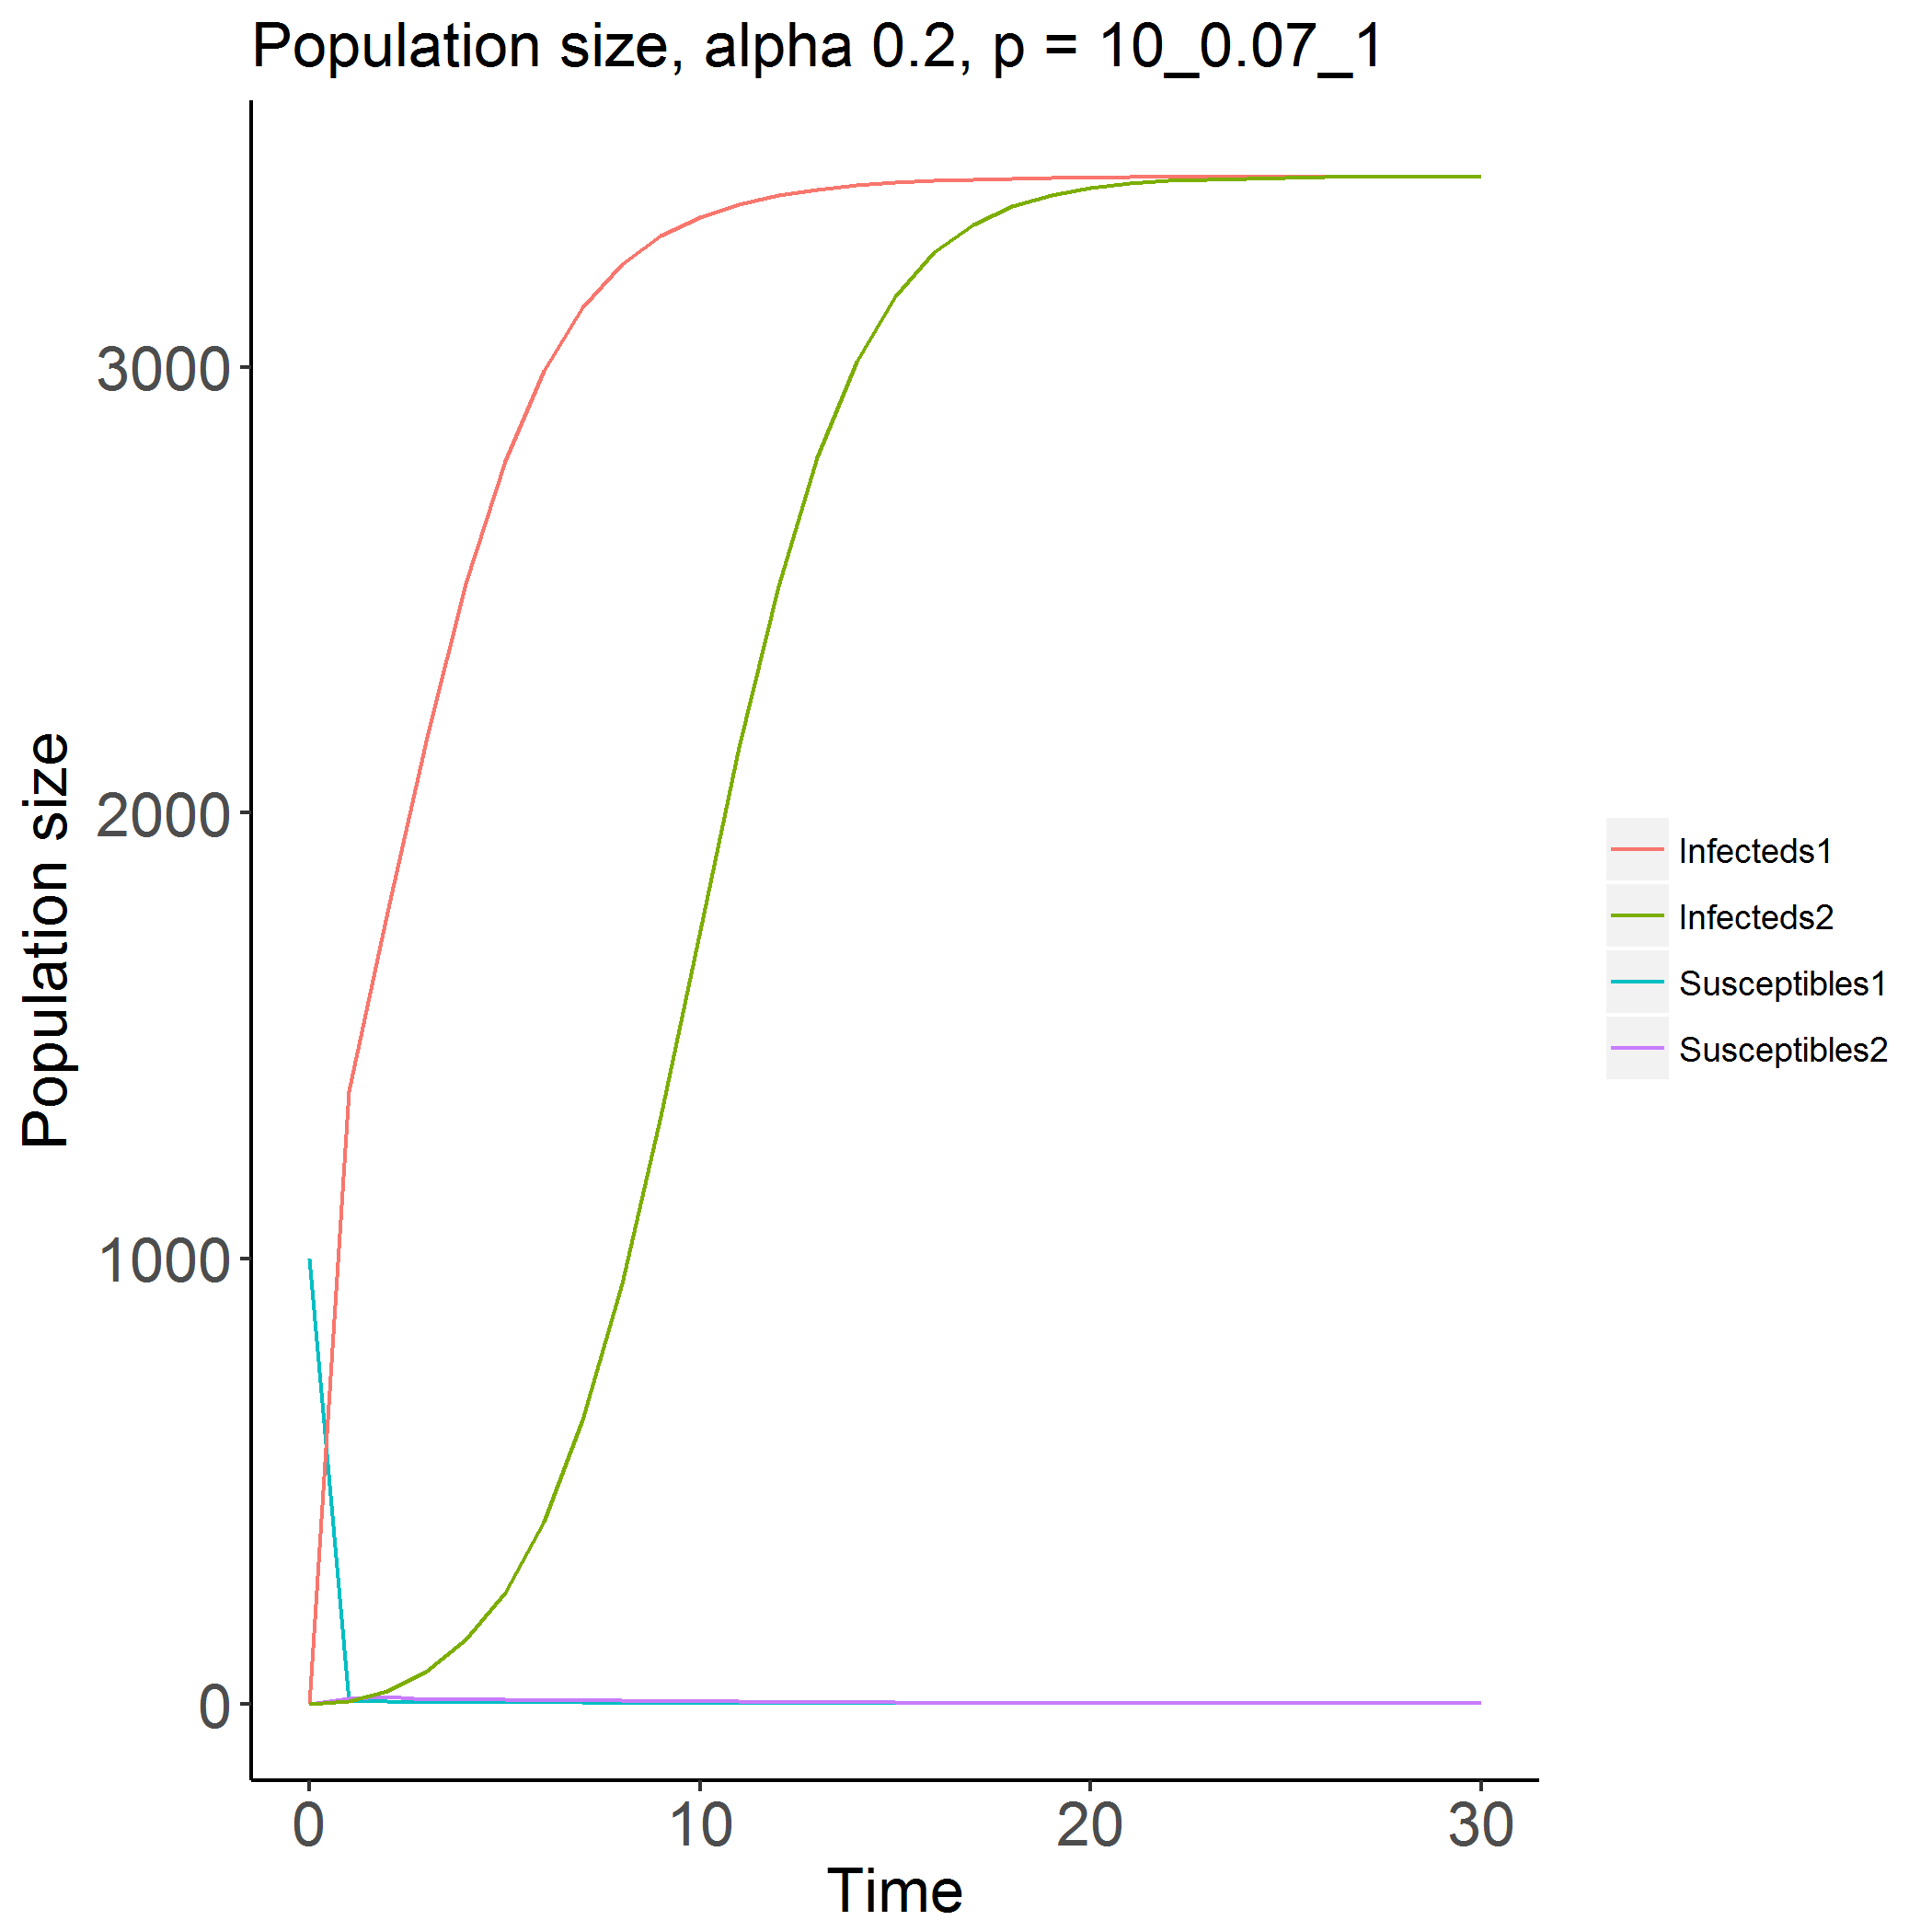 Population size, alpha 0.2, p = 10_0.07_1
Population size
3000
2000
1000
0
0 10 20 30
Time
Infecteds1
Infecteds2
Susceptibles1
Susceptibles2